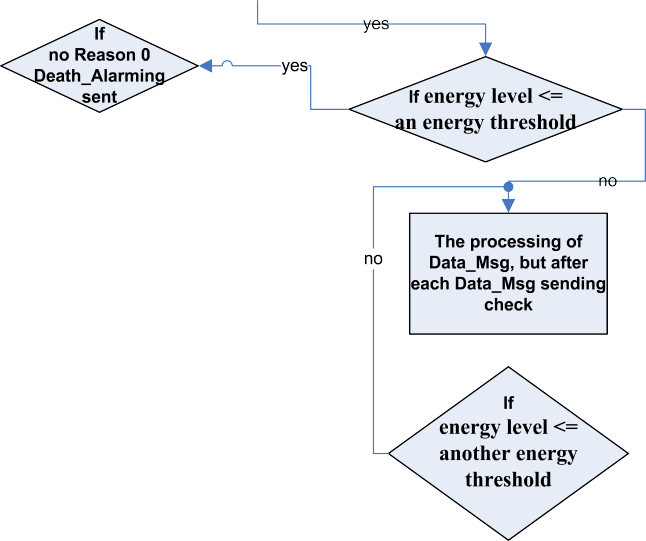 yes
If
no Reason 0
Death_Alarming
sent
yes
If energy level <=
an energy threshold
no
The processing of
Data_Msg, but after
each Data_Msg sending
check
no
If
energy level <=
another energy
threshold